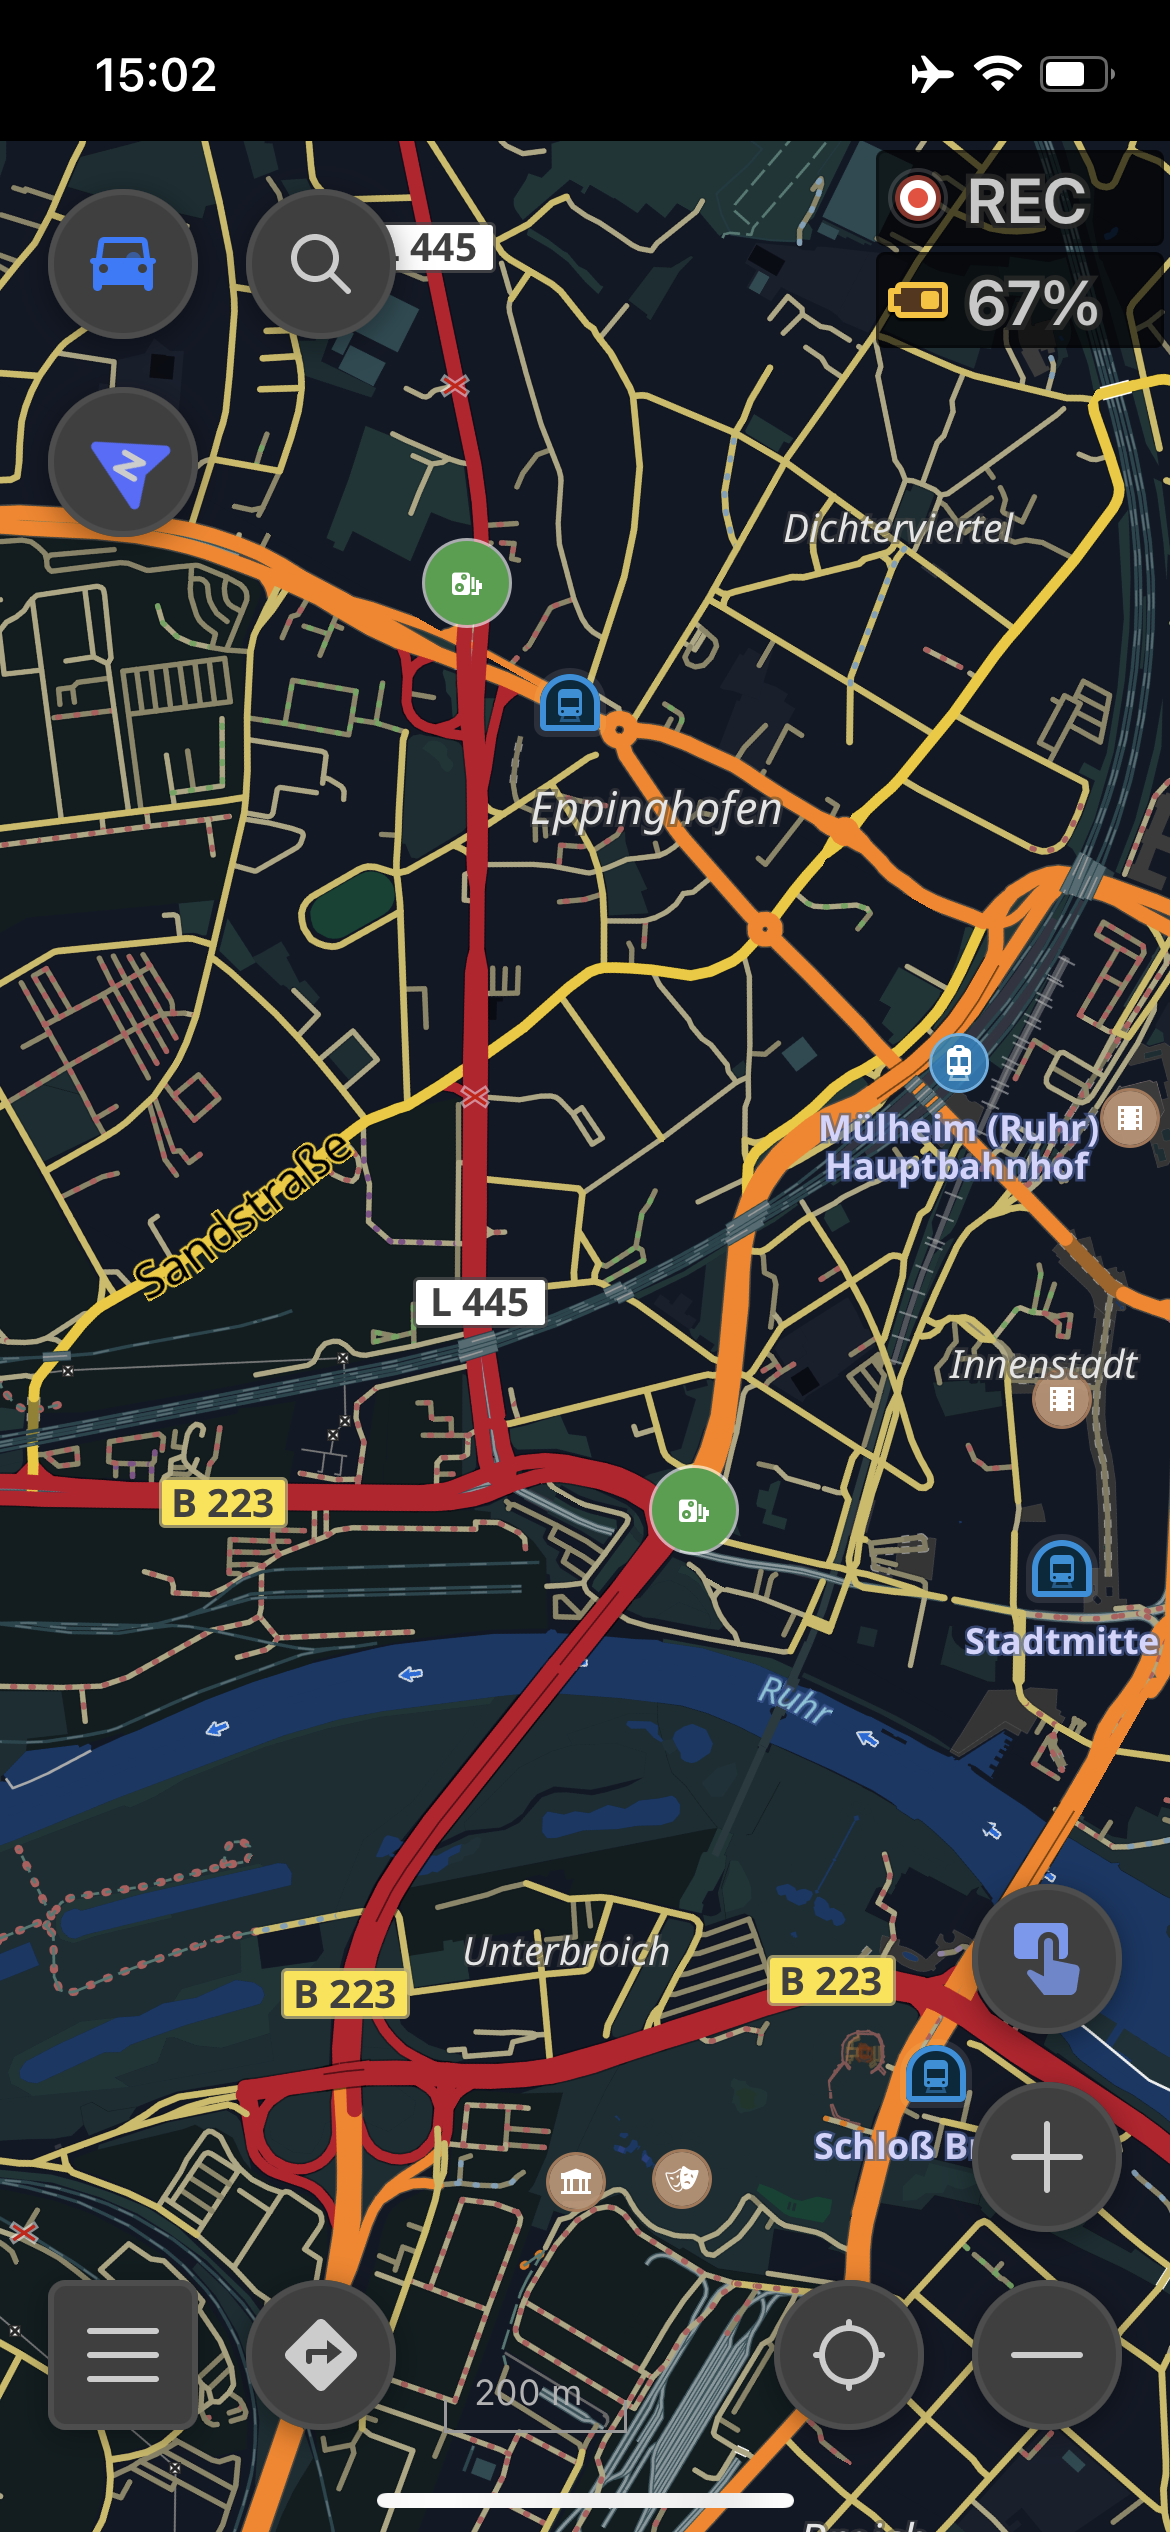 15:02
REC
67%
445
Dichterviertel
Eppinghofen
Mülheim (Ruhr)
Hauptbahnhof
Sandstraße
L 445
Innenstadt
B 223
Stadtmitte
Ruhr
Unterbroich
B 223
B 223
Schloß B
200 m